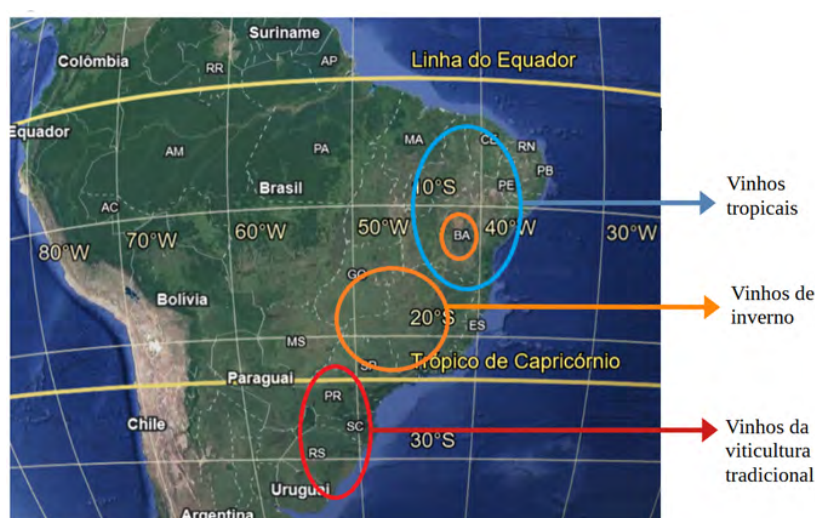 Suriname
Colômbia
RR
AP
Linha do Equador
Equador
AM
PA
MA
CE
RN
PB
PE
Brasil
10°S
AC
Vinhos
tropicais
80°W
70°W
60°W
50°W
40°W
30°W
BA
GO
Bolívia
20°S
ES
Vinhos de
inverno
MS
SP
Trópico de Capricórnio
Paraguai
PR
Chile
SC
30°S
RS
Vinhos da
viticultura
tradicional
Uruguai
Argentina